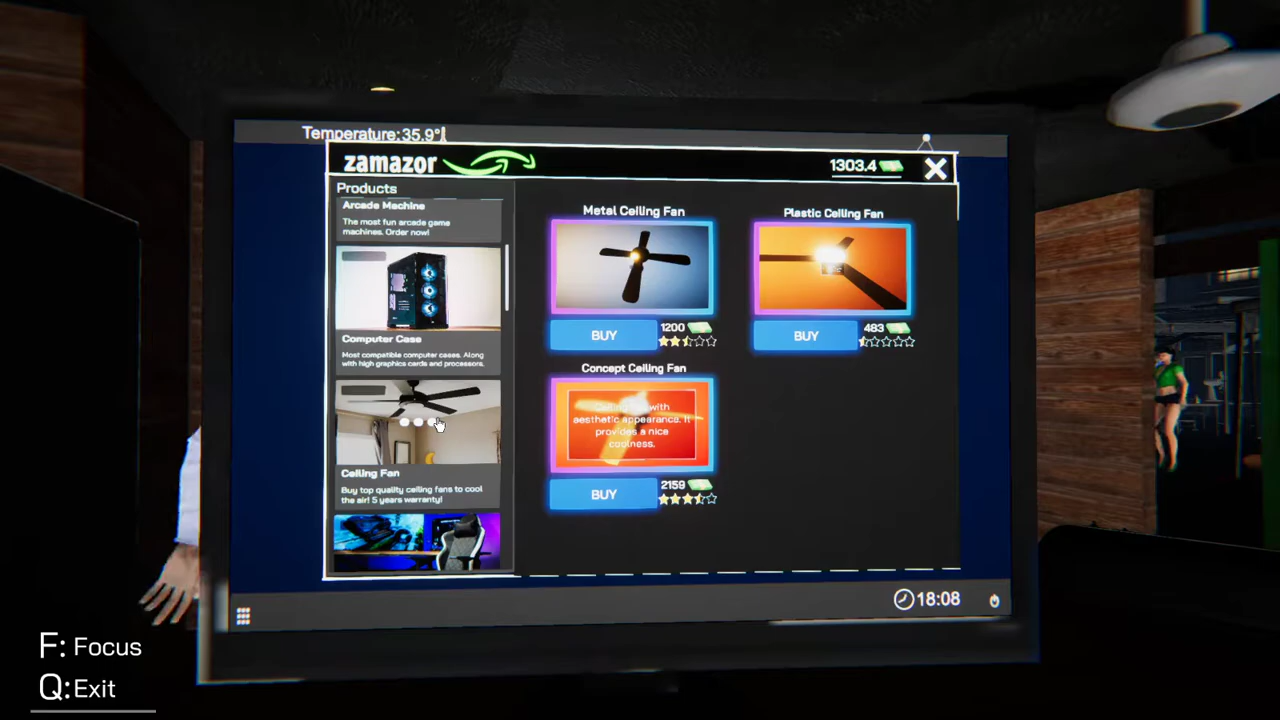 Temperature:35.9°
zamazor
1303.4
Products
Arcade Machine
The most fun arcade game
machines. Order now!
Computer Case
Most compatible computer cases. Along
with high graphics cards and processors.
Ceiling Fan
Buy top quality ceiling fans to cool
the air! 5 years warranty!
Metal Ceiling Fan
BUY
1200
Plastic Ceiling Fan
BUY
483
Concept Ceiling Fan
with
aesthetic appearance. It
provides a nice
coolness.
BUY
2159
18:08
F: Focus
Q: Exit